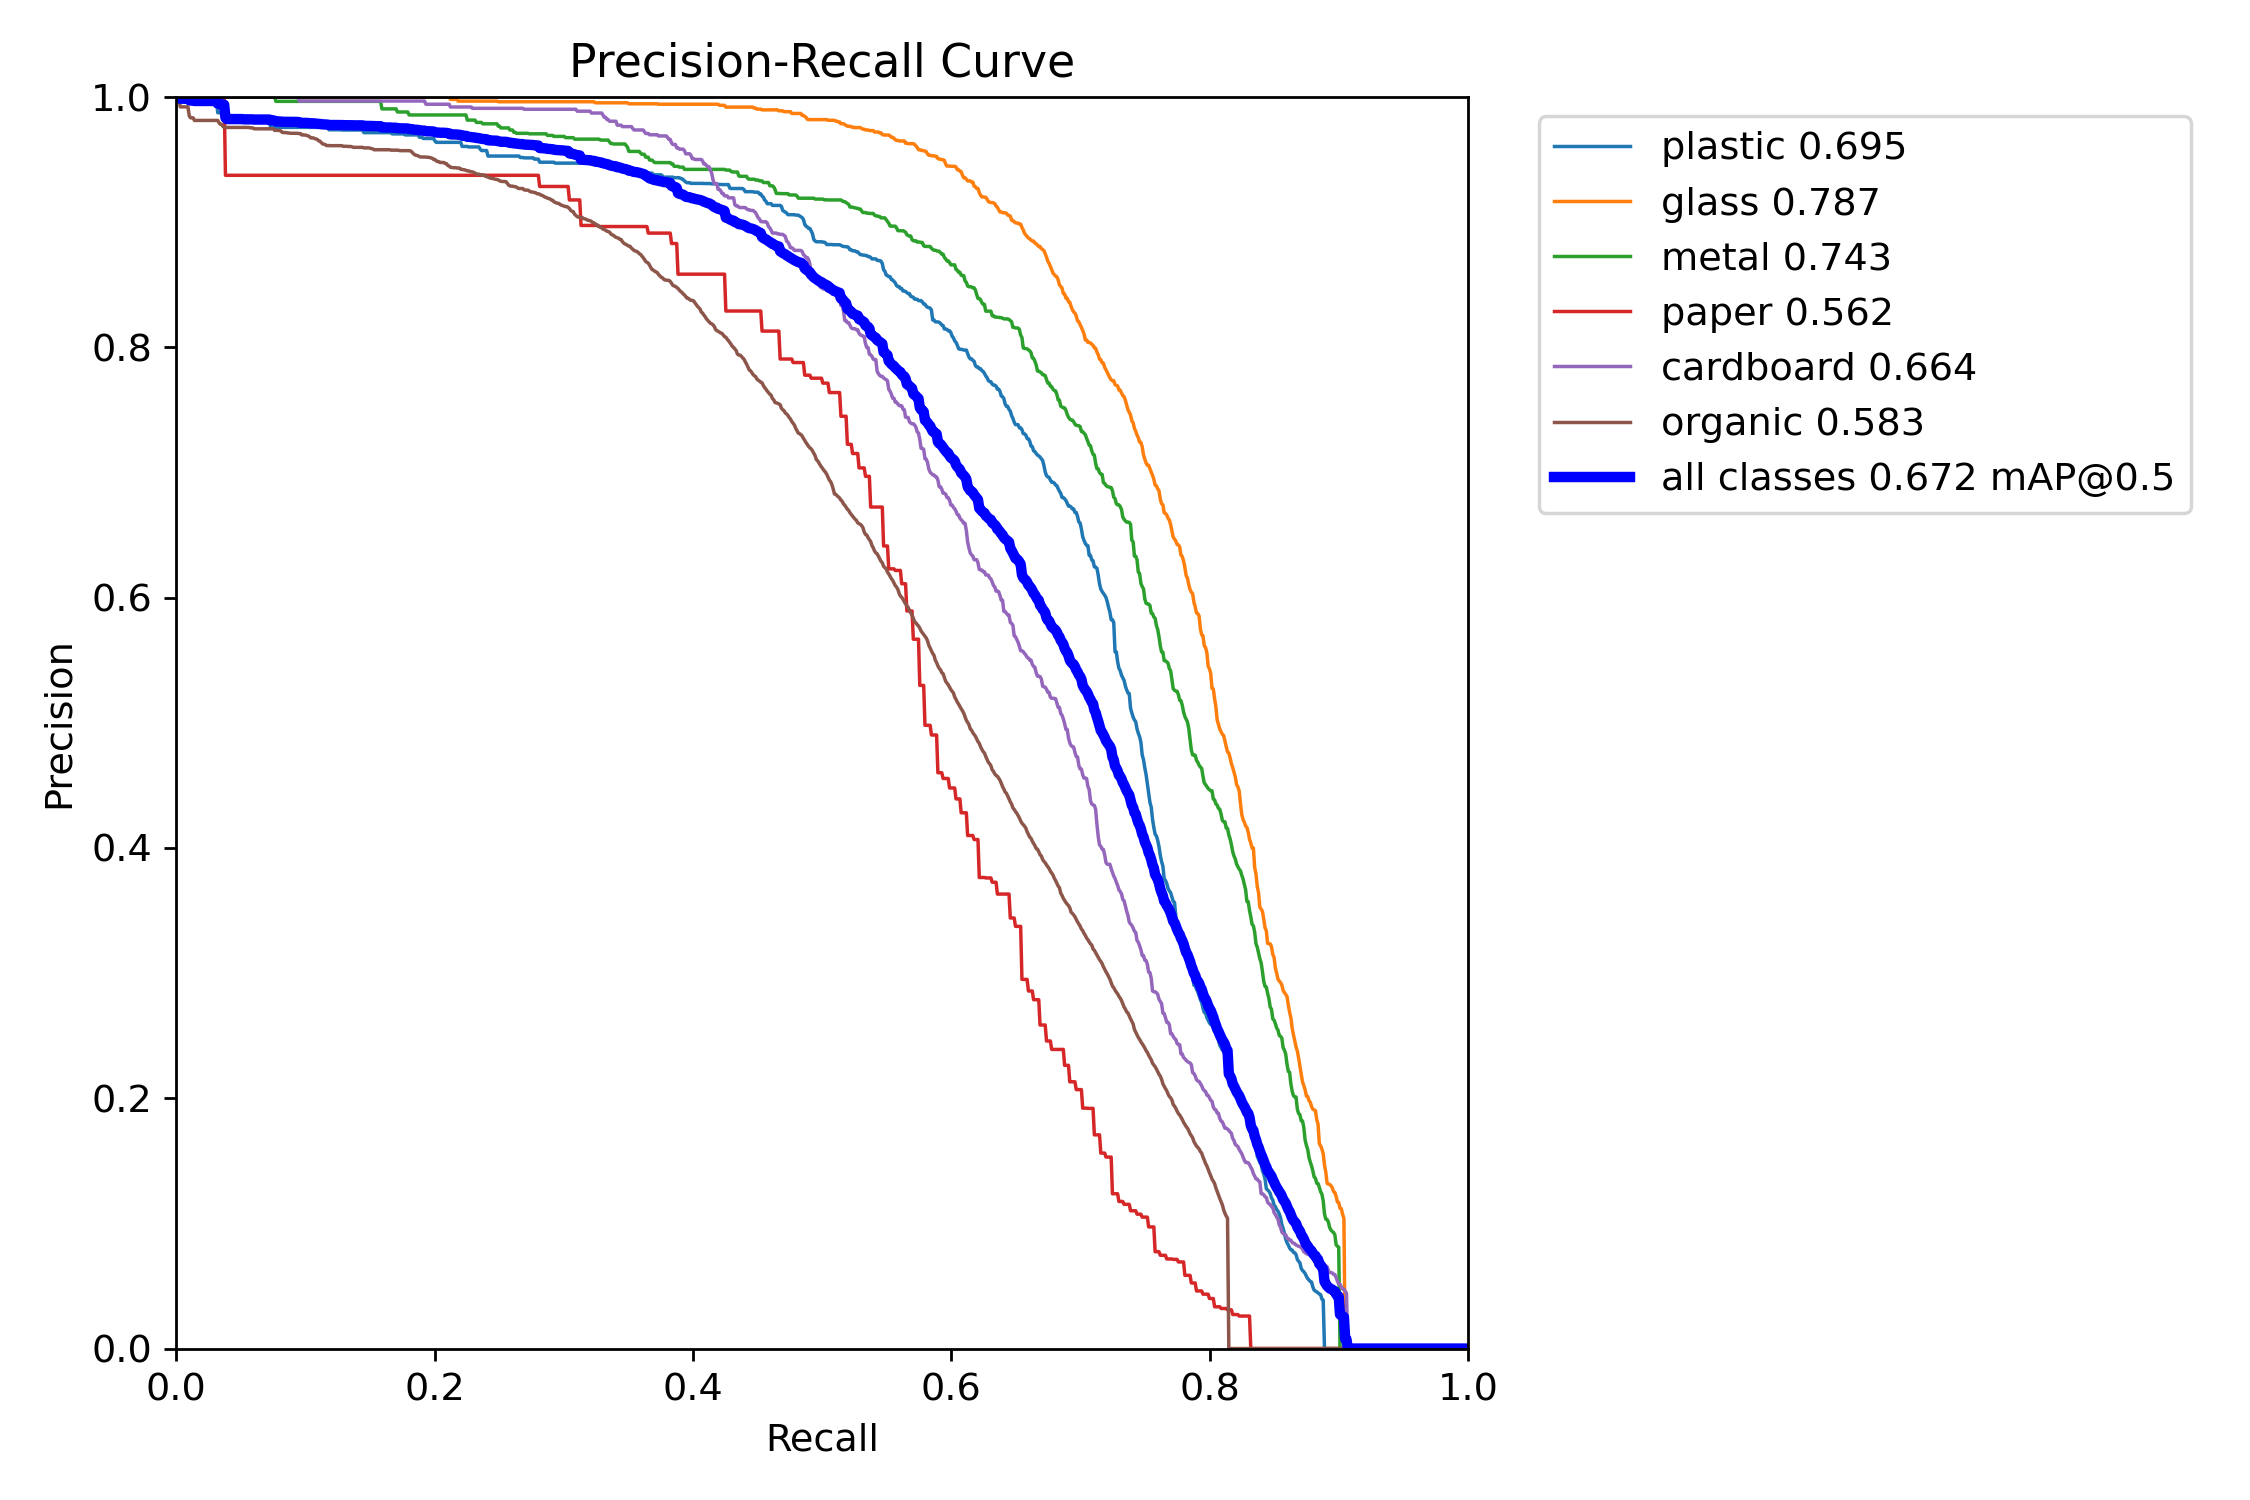 Precision-Recall Curve
1.0
0.8
0.6
0.4
0.2
0.0
Precision
0.0 0.2 0.4 0.6 0.8 1.0
Recall
plastic 0.695
glass 0.787
metal 0.743
paper 0.562
cardboard 0.664
organic 0.583
all classes 0.672 mAP@0.5